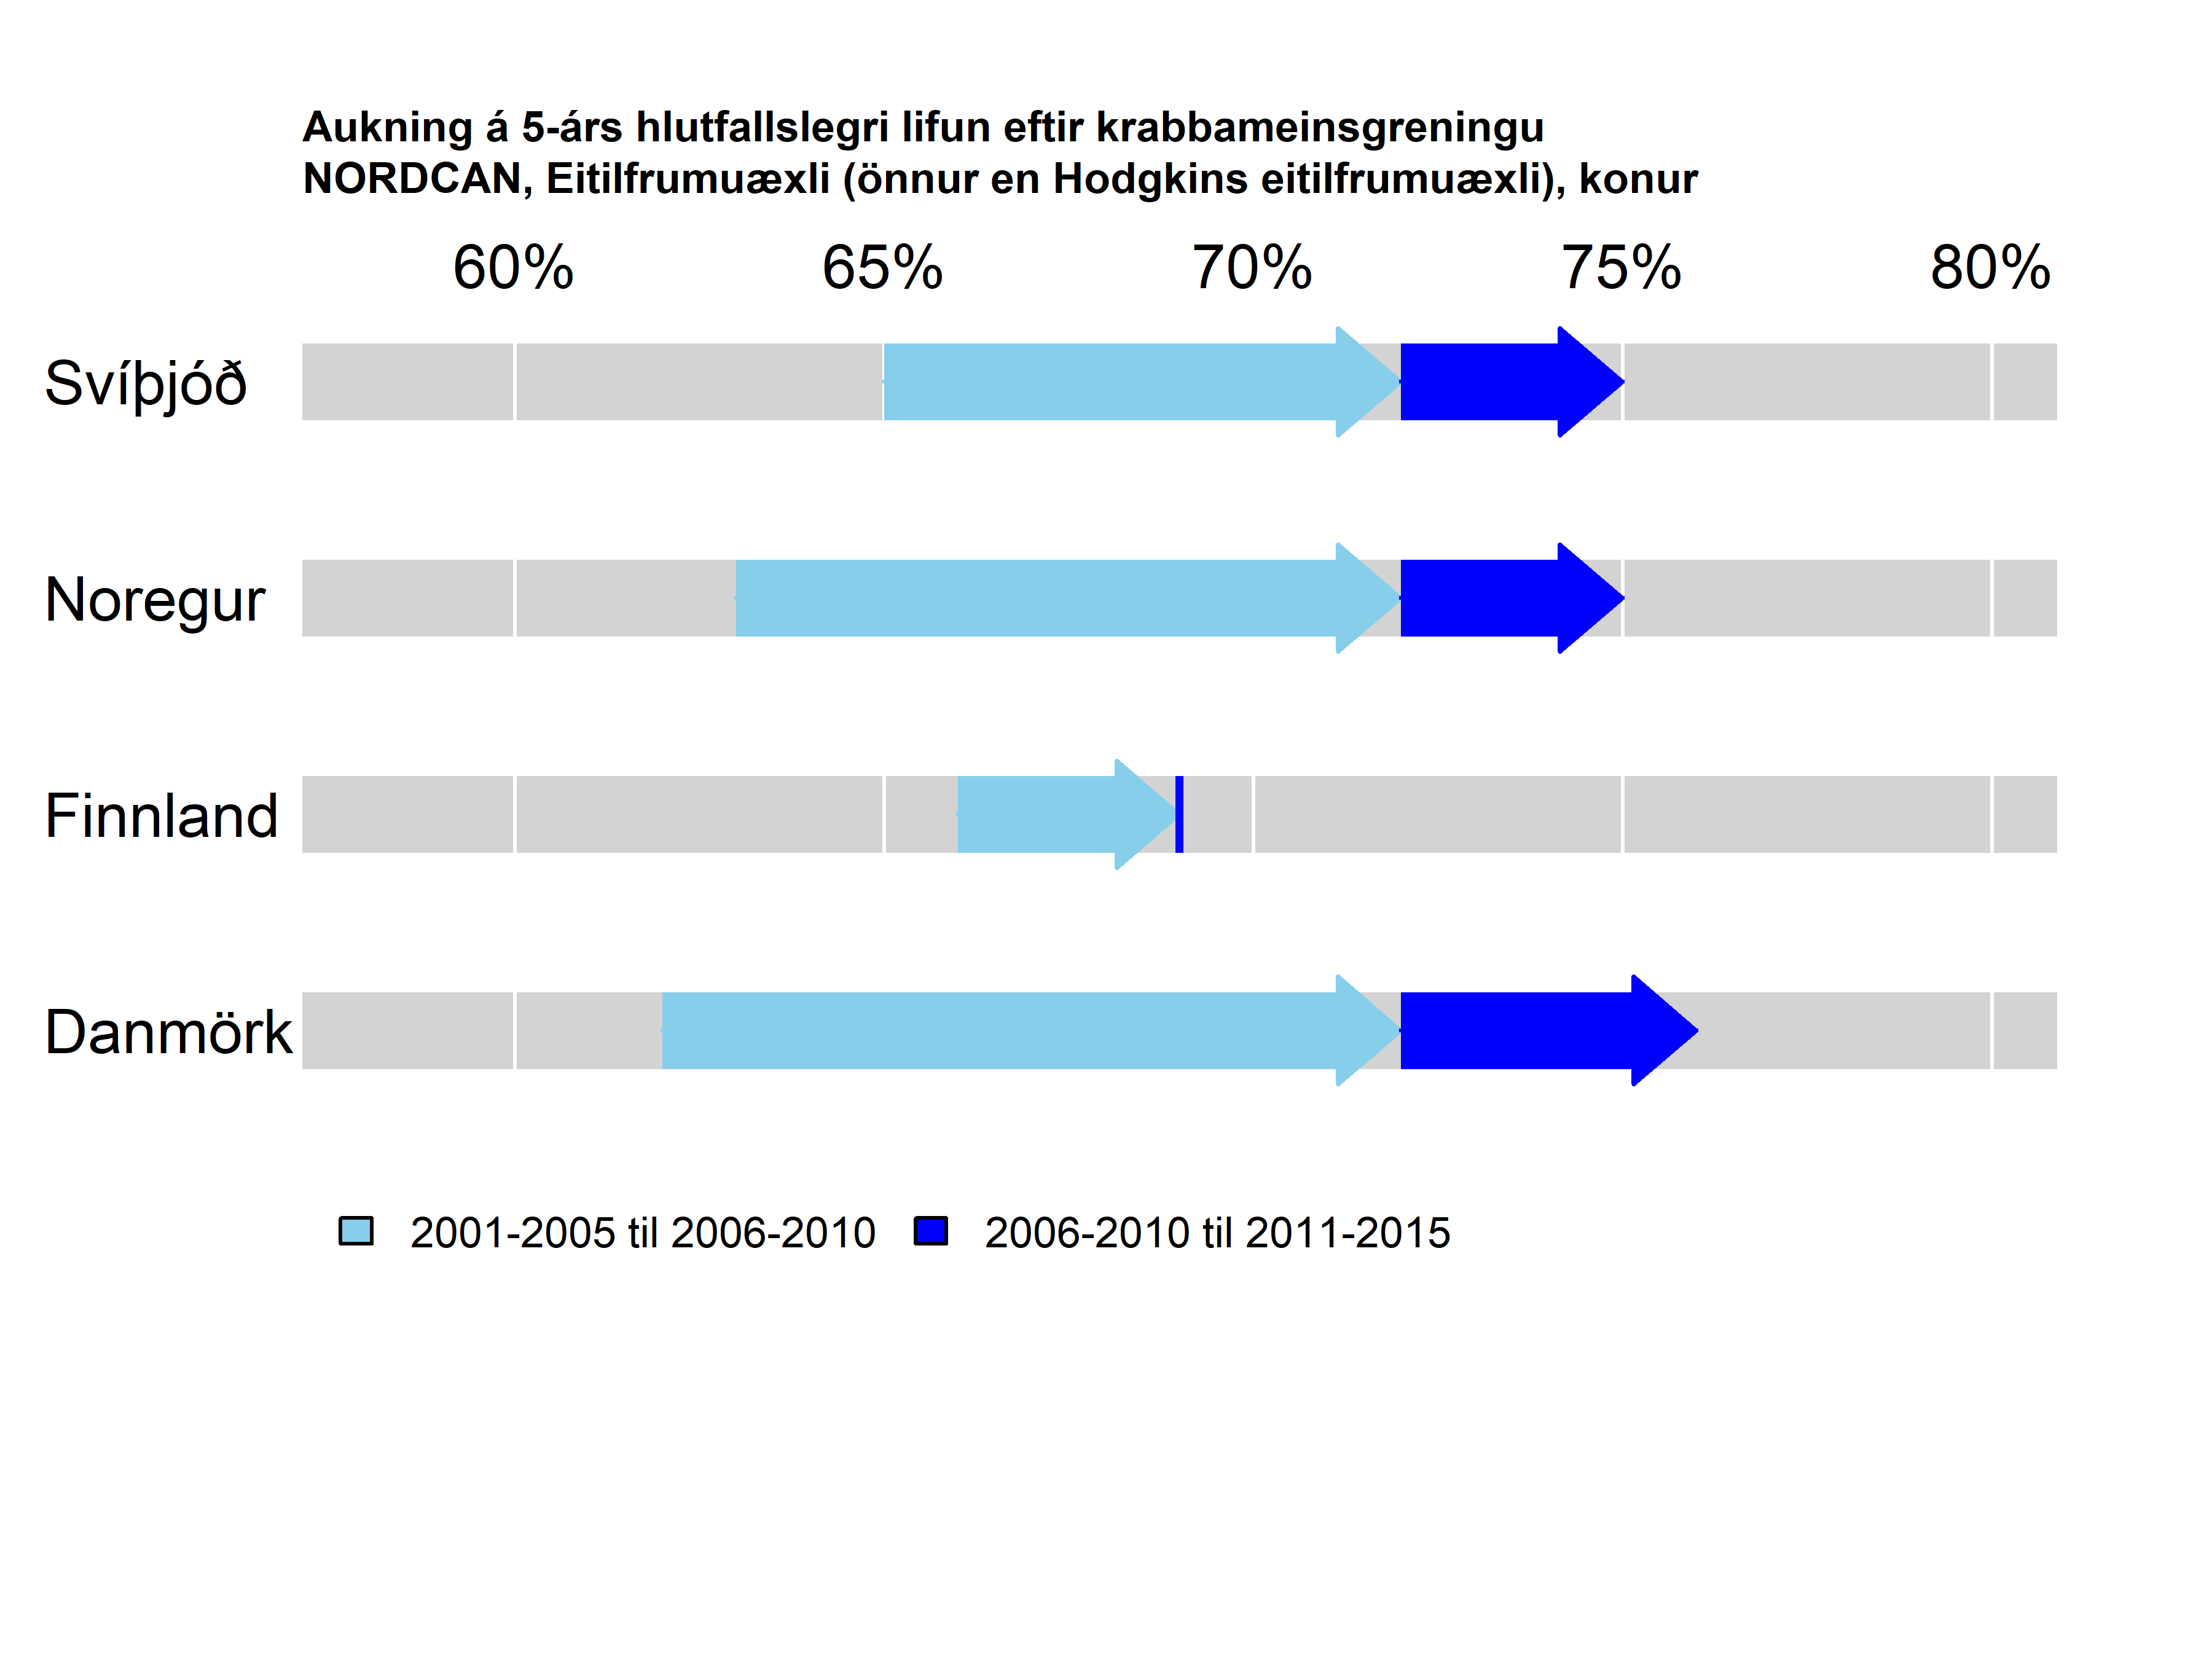 Aukning á 5-árs hlutfallslegri lifun eftir krabbameinsgreningu
NORDCAN, Eitilfrumuæxli (önnur en Hodgkins eitilfrumuæxli), konur
60% 65% 70% 75% 80%
Svíþjóð
Noregur
Finnland
Danmörk
2001-2005 til 2006-2010 2006-2010 til 2011-2015